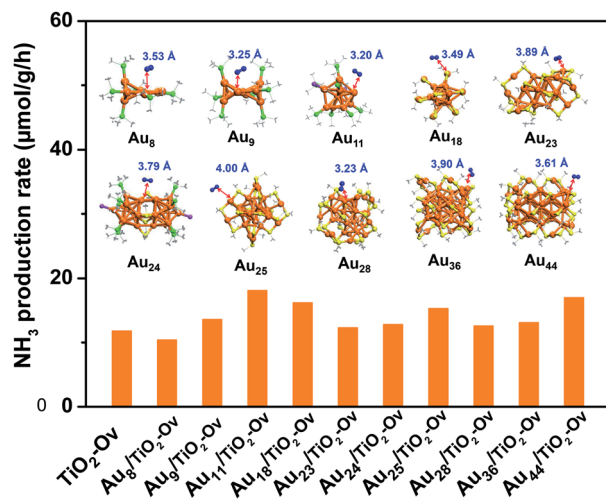 NH₃ production rate (μmol/g/h)
60
40
20
0
0
3.53 Å
3.25 Å
3.20 Å
3.49 Å
3.89 Å
Au₈
Au₉
Au₁₁
Au₁₈
Au₂₃
3.79 Å
4.00 Å
3.23 Å
3.90 Å
3.61 Å
Au₂₄
Au₂₅
Au₂₈
Au₃₆
Au₄₄
TiO₂-Ov
Au₈/TiO₂-Ov
Au₉/TiO₂-Ov
Au₁₁/TiO₂-Ov
Au₁₈/TiO₂-Ov
Au₂₃/TiO₂-Ov
Au₂₄/TiO₂-Ov
Au₂₅/TiO₂-Ov
Au₂₈/TiO₂-Ov
Au₃₆/TiO₂-Ov
Au₄₄/TiO₂-Ov